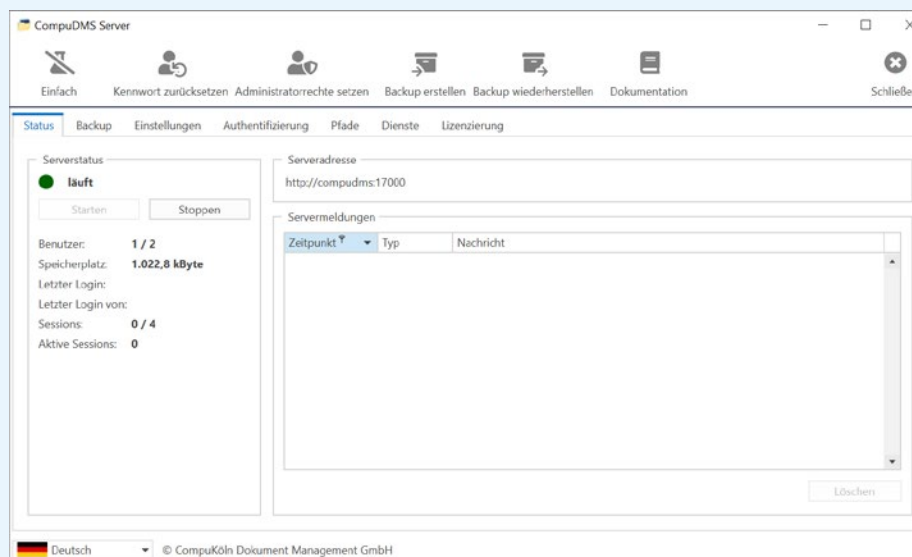 CompuDMS Server
Einfach Kennwort zurücksetzen Administratorrechte setzen Backup erstellen Backup wiederherstellen Dokumentation Schließe
Status Backup Einstellungen Authentifizierung Pfade Dienste Lizenzierung
Serverstatus
läuft
Starten Stoppen
Benutzer: 1 / 2
Speicherplatz: 1.022,8 kByte
Letzter Login:
Letzter Login von:
Sessions: 0 / 4
Aktive Sessions: 0
Serveradresse
http://compudms:17000
Servermeldungen
Zeitpunkt Typ Nachricht
Löschen
Deutsch © CompuKöln Dokument Management GmbH